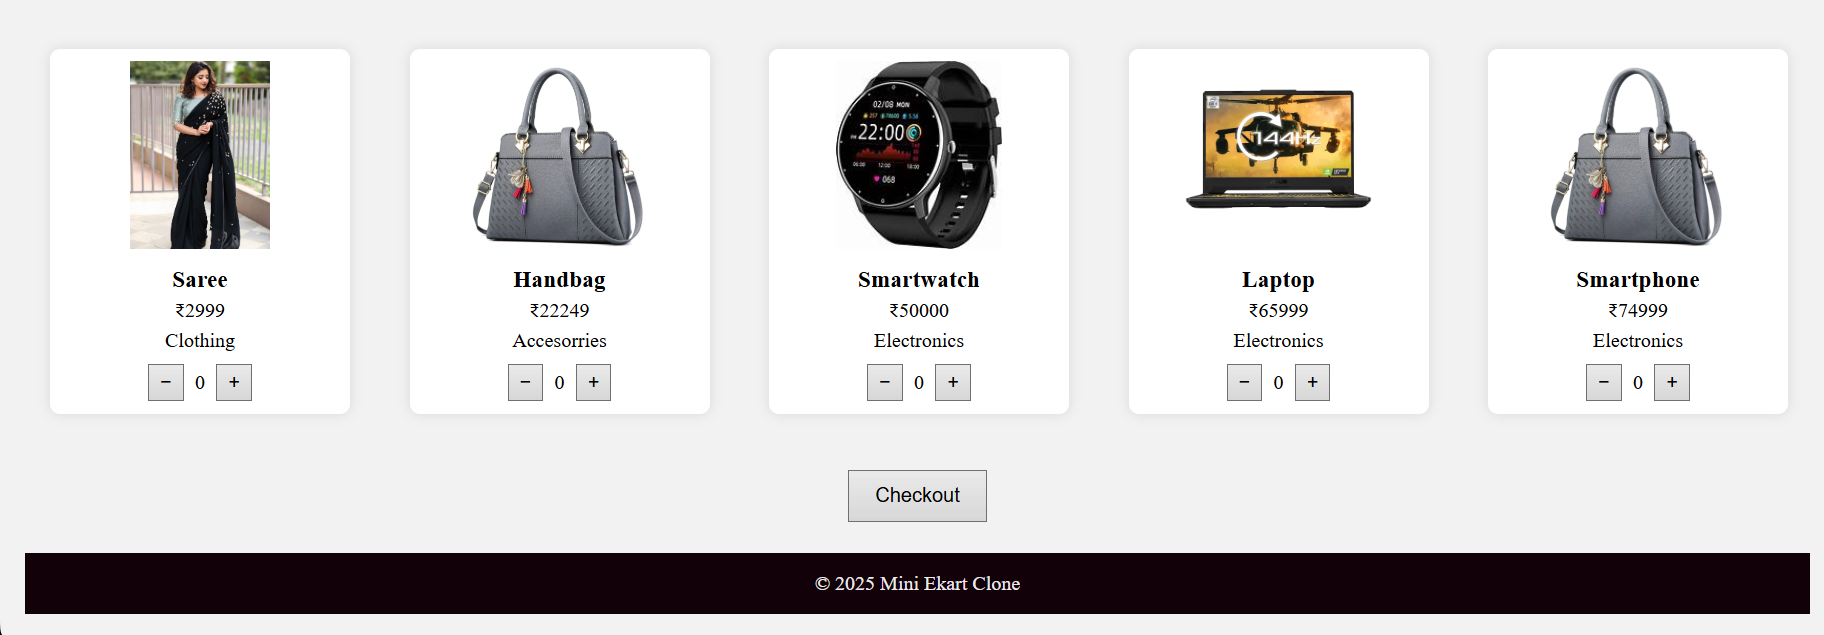 02/08 MON
22:00
068
144Hz
Saree
₹2999
Clothing
− 0 +
Handbag
₹22249
Accesorries
− 0 +
Smartwatch
₹50000
Electronics
− 0 +
Laptop
₹65999
Electronics
− 0 +
Smartphone
₹74999
Electronics
− 0 +
Checkout
© 2025 Mini Ekart Clone